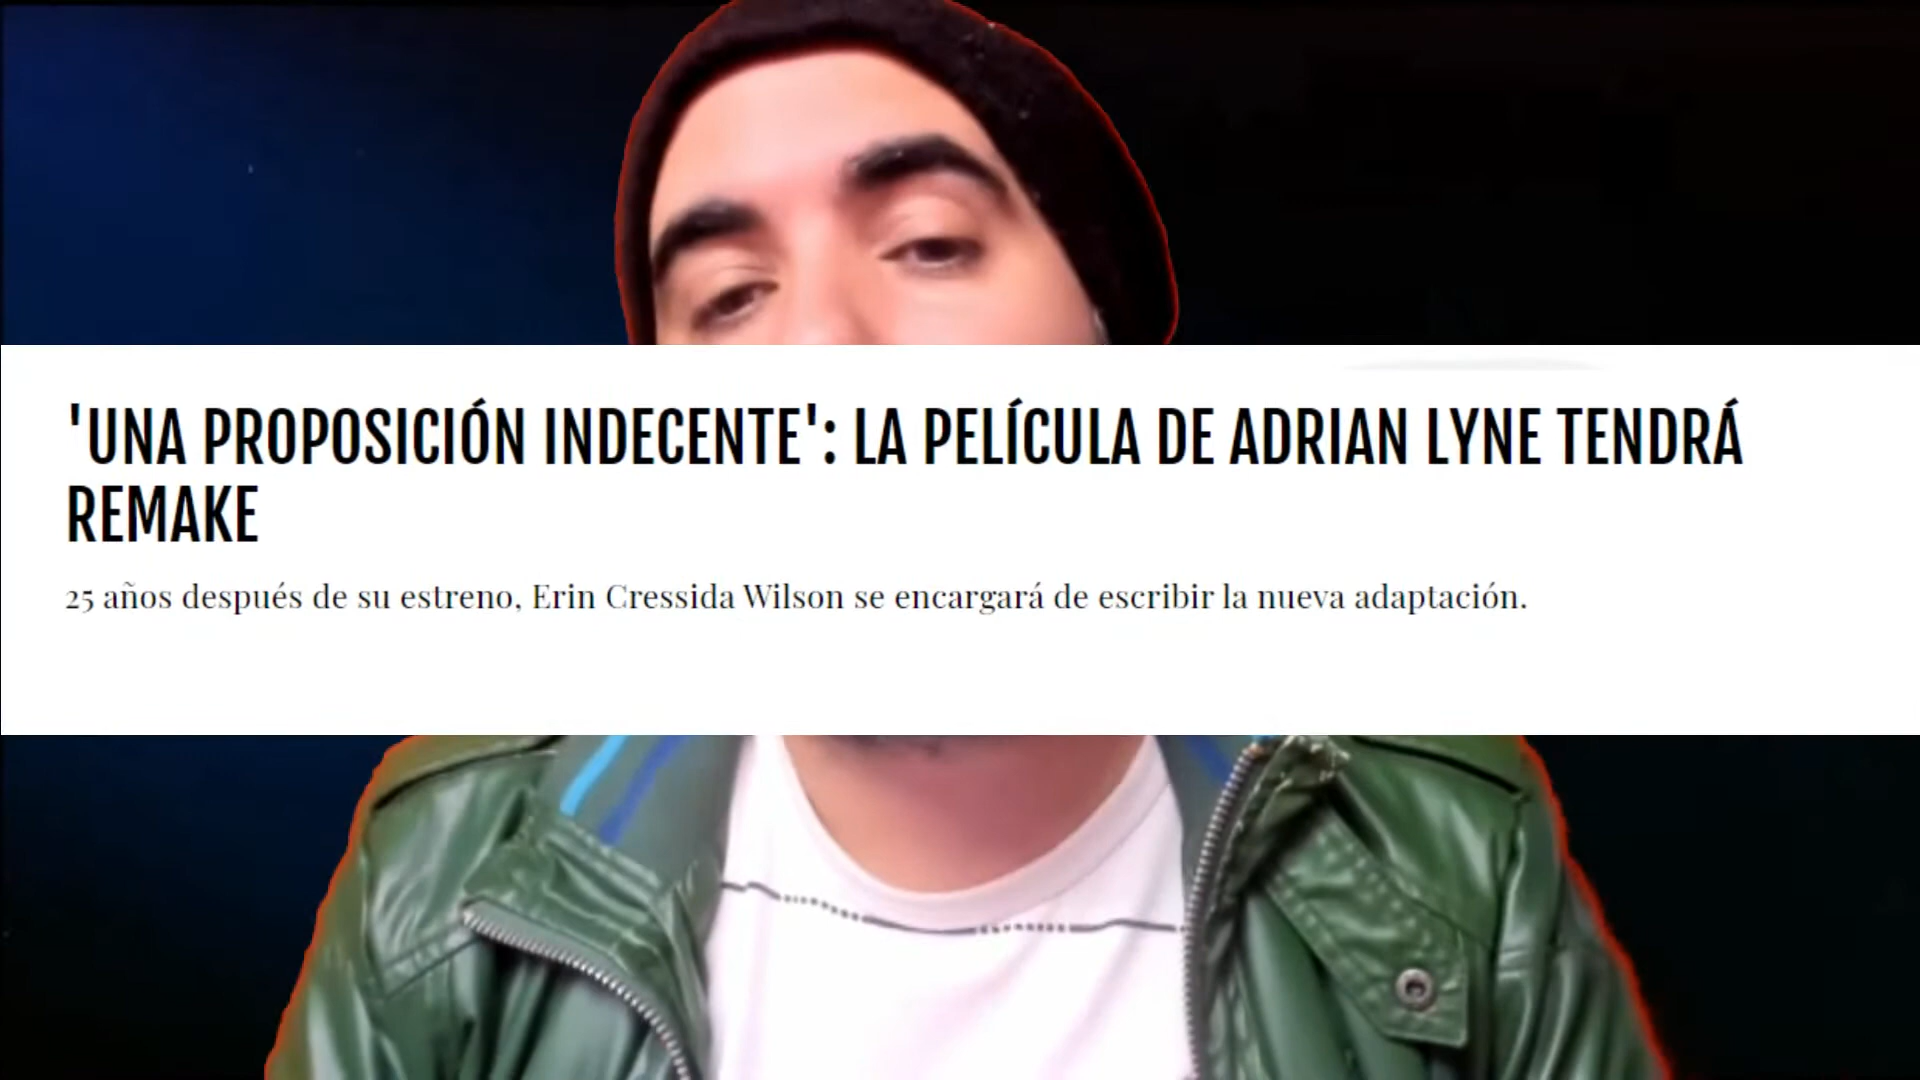 'UNA PROPOSICIÓN INDECENTE': LA PELÍCULA DE ADRIAN LYNE TENDRÁ
REMAKE
25 años después de su estreno, Erin Cressida Wilson se encargará de escribir la nueva adaptación.